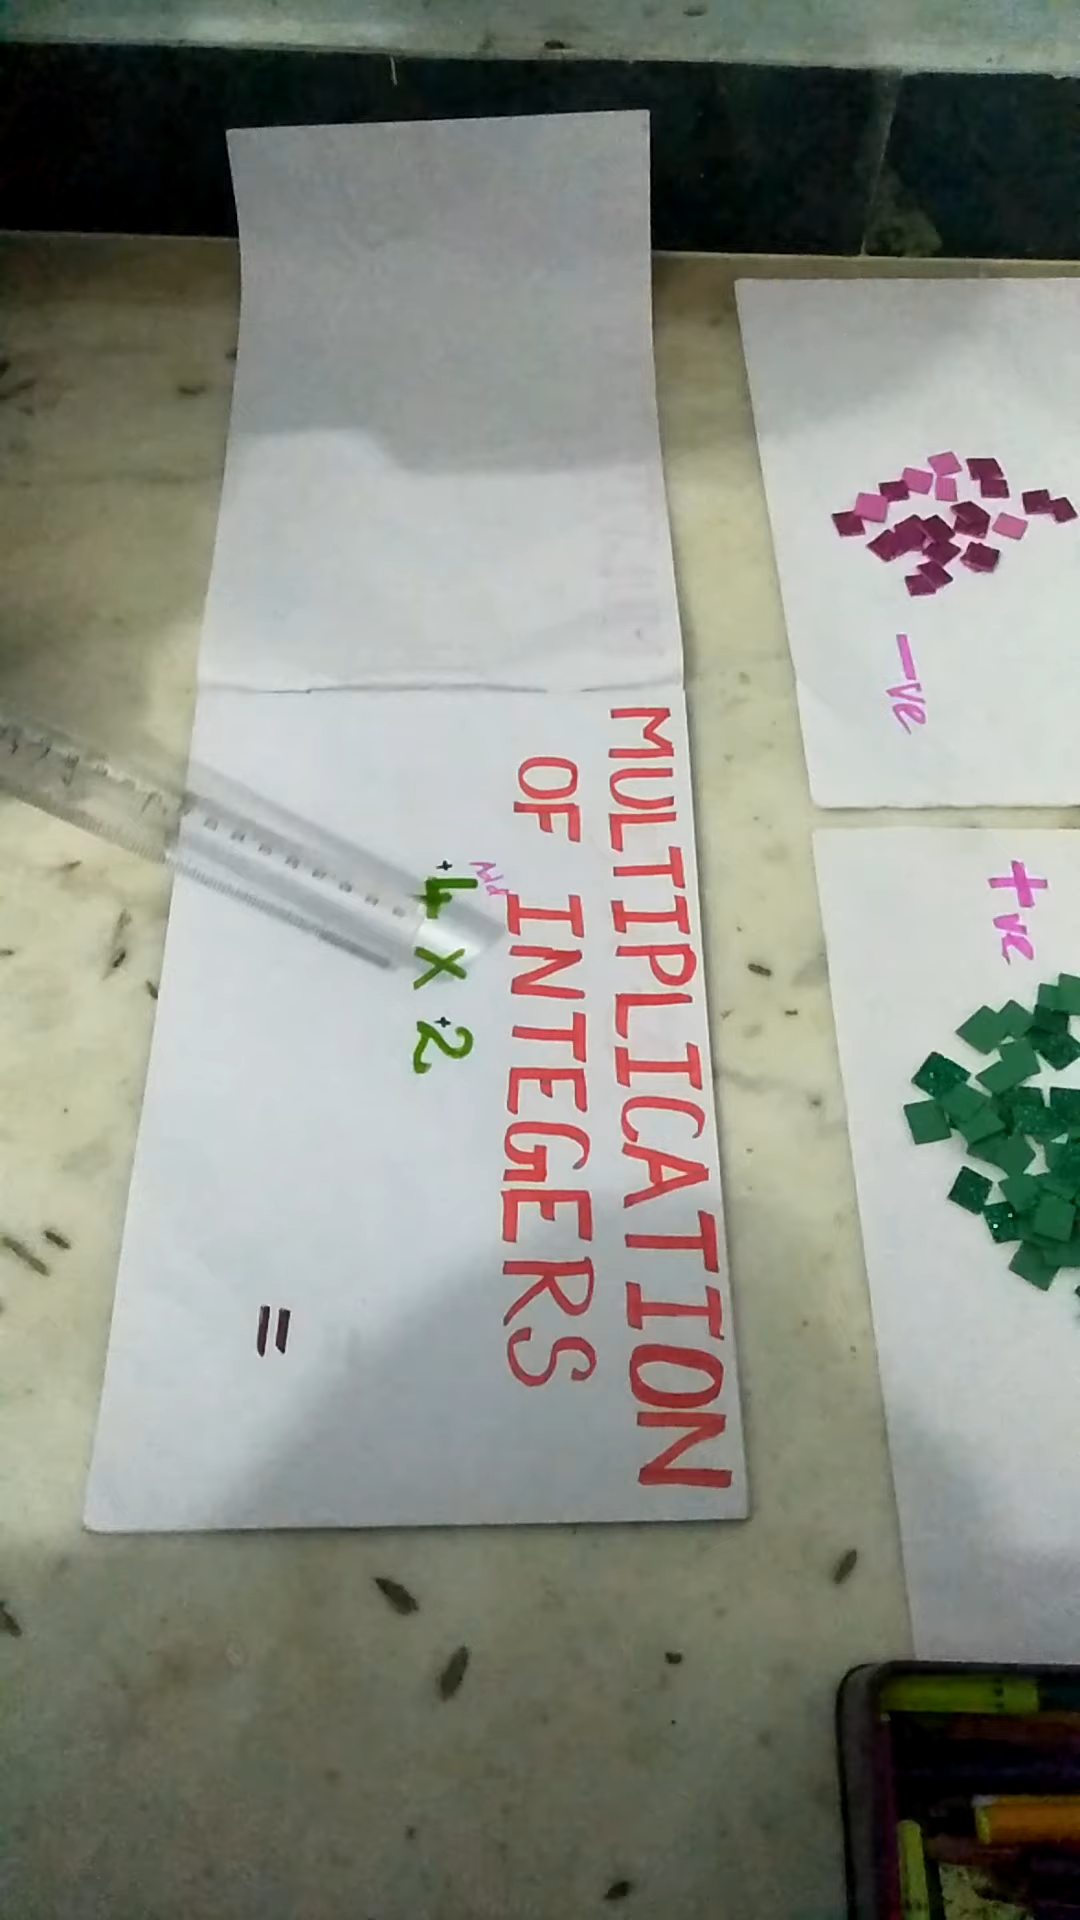 MULTIPLICATION
OF INTEGERS
+4 × +2
=
-ve
+ve